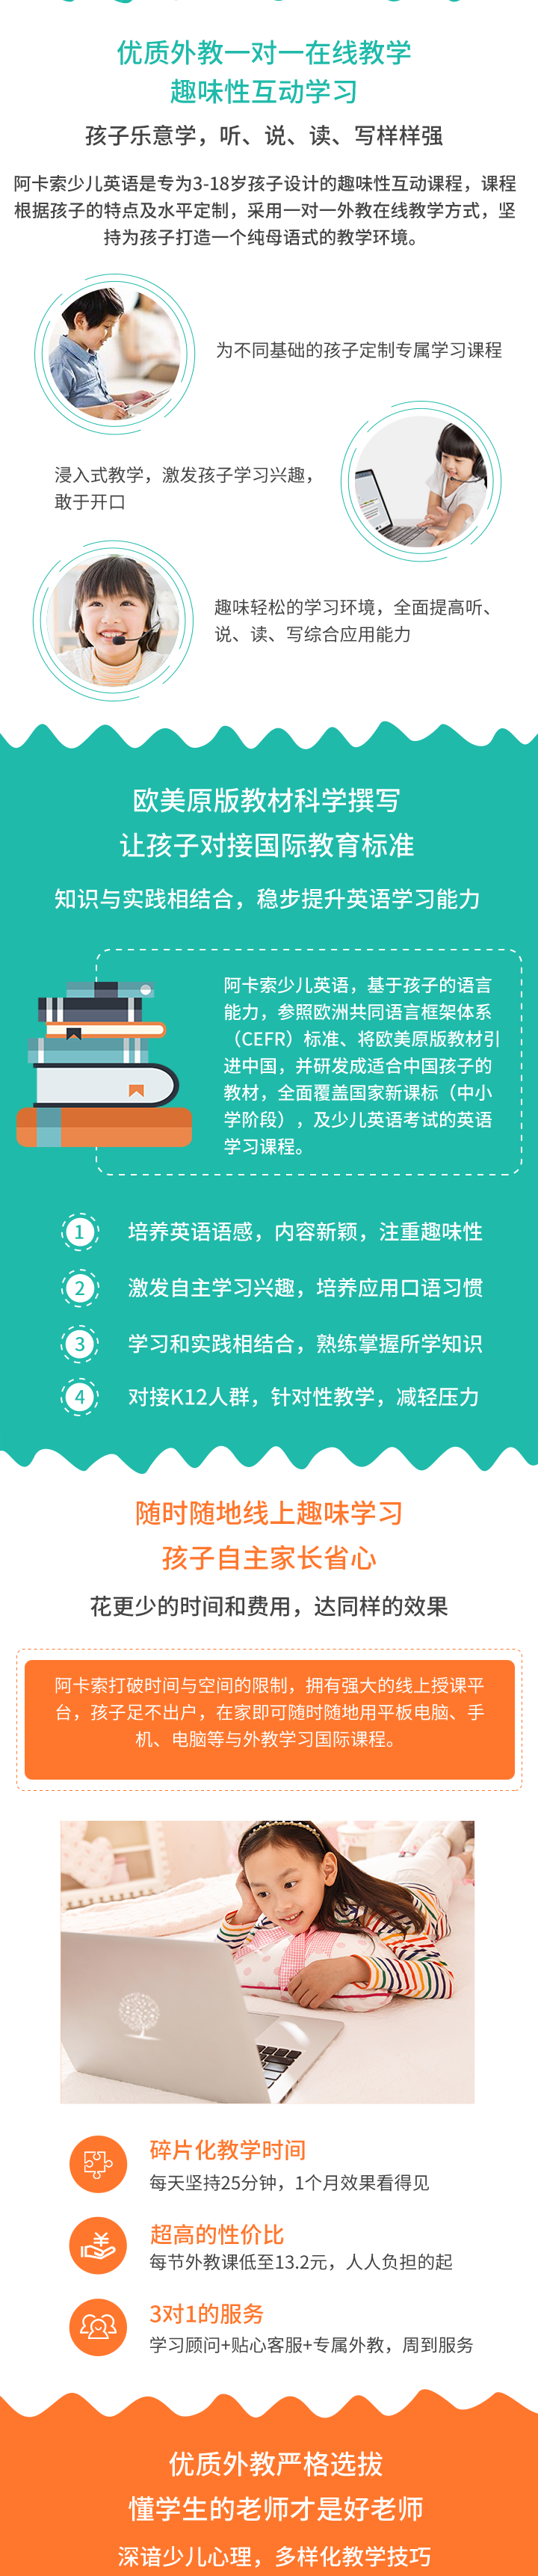 优质外教一对一在线教学
趣味性互动学习
孩子乐意学，听、说、读、写样样强
阿卡索少儿英语是专为3-18岁孩子设计的趣味性互动课程，课程
根据孩子的特点及水平定制，采用一对一外教在线教学方式，坚
持为孩子打造一个纯母语式的教学环境。
为不同基础的孩子定制专属学习课程
浸入式教学，激发孩子学习兴趣，
敢于开口
趣味轻松的学习环境，全面提高听、
说、读、写综合应用能力
欧美原版教材科学撰写
让孩子对接国际教育标准
知识与实践相结合，稳步提升英语学习能力
阿卡索少儿英语，基于孩子的语言
能力，参照欧洲共同语言框架体系
（CEFR）标准、将欧美原版教材引
进中国，并研发成适合中国孩子的
教材，全面覆盖国家新课标（中小
学阶段），及少儿英语考试的英语
学习课程。
1 培养英语语感，内容新颖，注重趣味性
2 激发自主学习兴趣，培养应用口语习惯
3 学习和实践相结合，熟练掌握所学知识
4 对接K12人群，针对性教学，减轻压力
随时随地线上趣味学习
孩子自主家长省心
花更少的时间和费用，达同样的效果
阿卡索打破时间与空间的限制，拥有强大的线上授课平
台，孩子足不出户，在家即可随时随地用平板电脑、手
机、电脑等与外教学习国际课程。
碎片化教学时间
每天坚持25分钟，1个月效果看得见
超高的性价比
每节外教课低至13.2元，人人负担的起
3对1的服务
学习顾问+贴心客服+专属外教，周到服务
优质外教严格选拔
懂学生的老师才是好老师
深谙少儿心理，多样化教学技巧